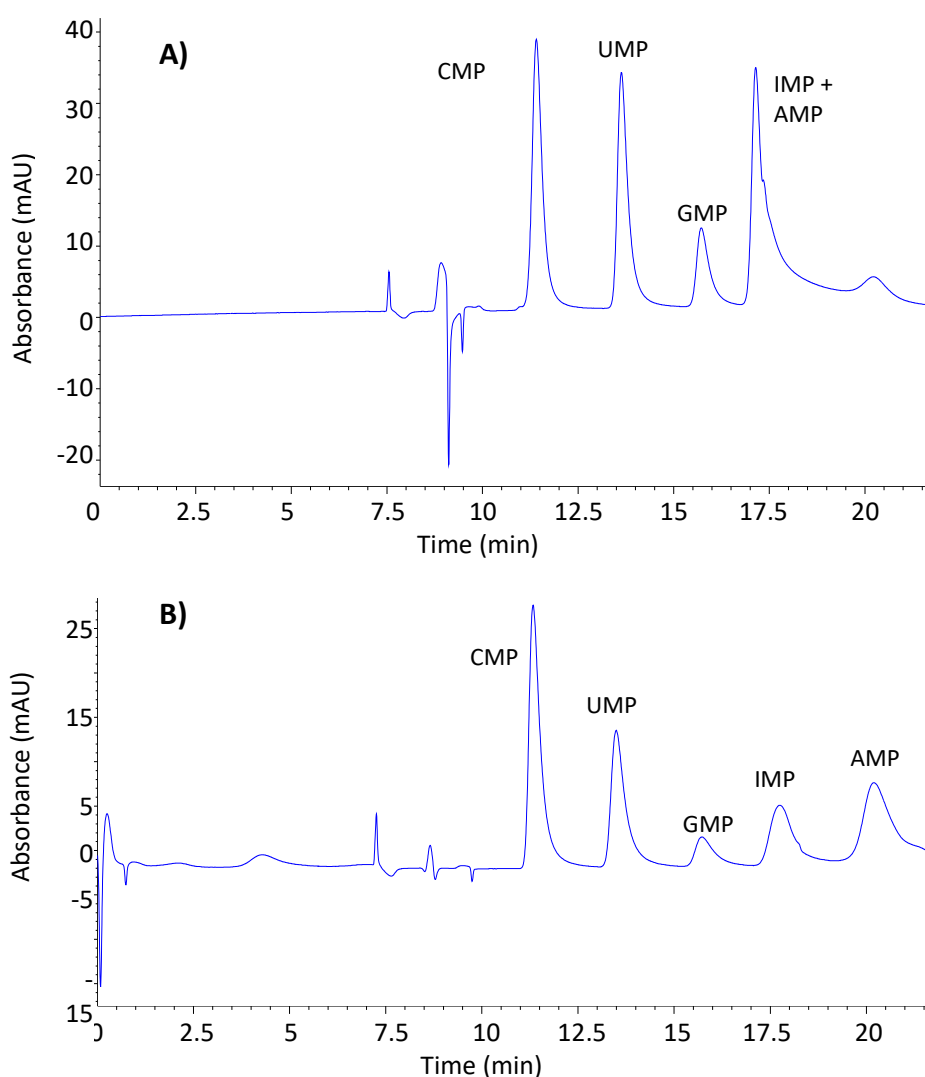 A)
40
30
20
10
0
-10
-20
Absorbance (mAU)
CMP
UMP
GMP
IMP +
AMP
0 2.5 5 7.5 10 12.5 15 17.5 20
Time (min)
B)
25
15
5
0
-5
-
15
Absorbance (mAU)
CMP
UMP
GMP
IMP
AMP
0 2.5 5 7.5 10 12.5 15 17.5 20
Time (min)